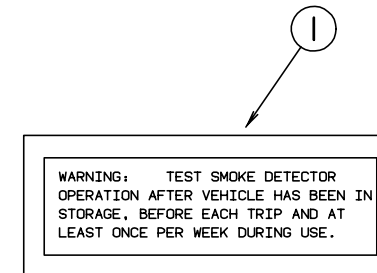 1
WARNING: TEST SMOKE DETECTOR
OPERATION AFTER VEHICLE HAS BEEN IN
STORAGE, BEFORE EACH TRIP AND AT
LEAST ONCE PER WEEK DURING USE.